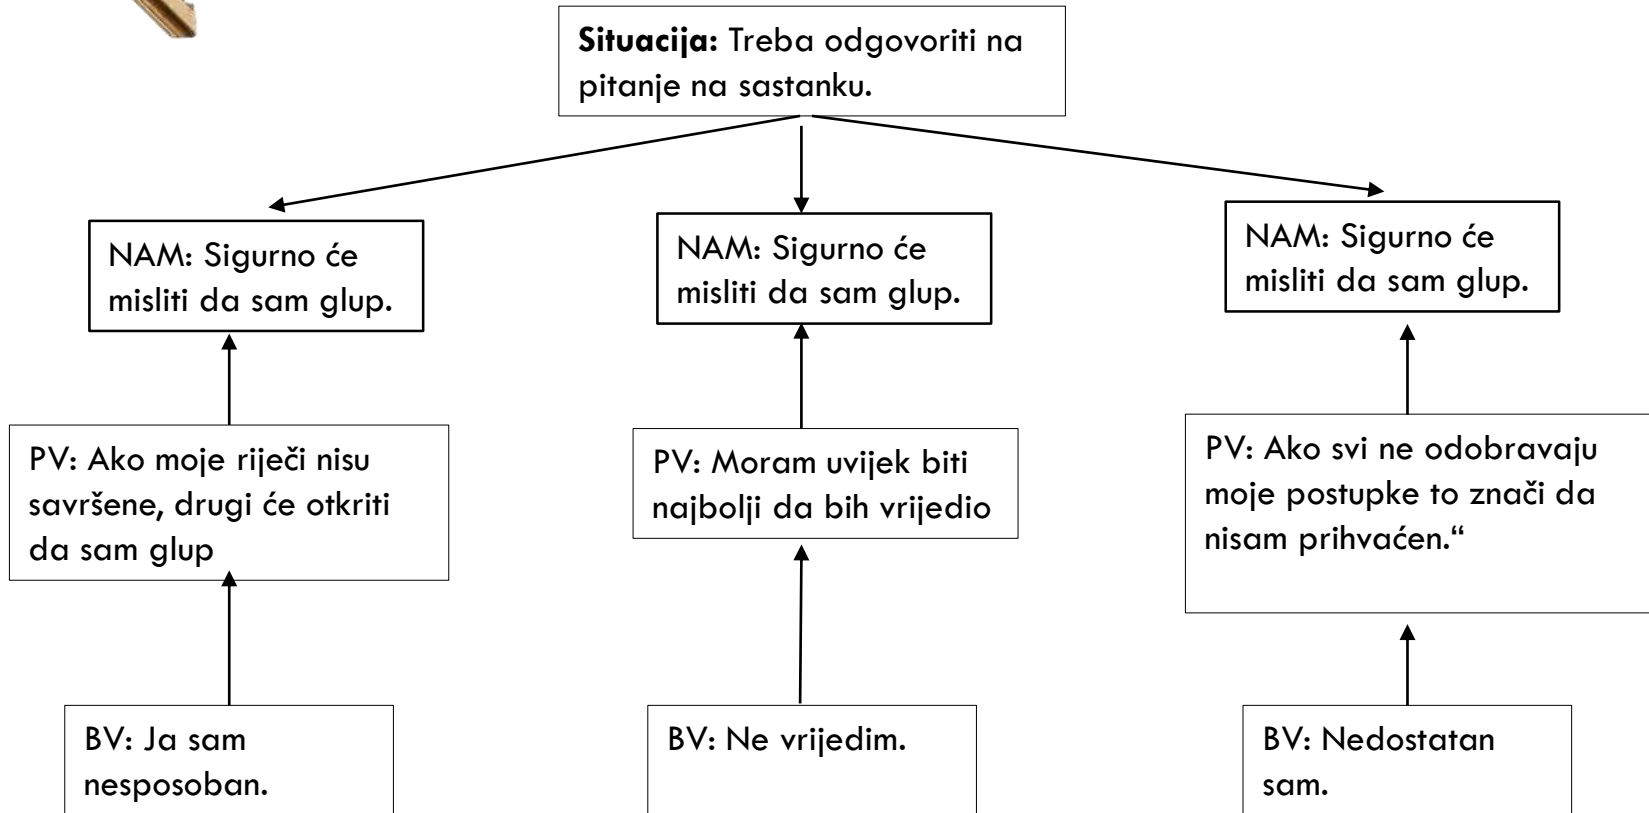 Situacija: Treba odgovoriti na
pitanje na sastanku.
NAM: Sigurno će
misliti da sam glup.
NAM: Sigurno će
misliti da sam glup.
NAM: Sigurno će
misliti da sam glup.
PV: Ako moje riječi nisu
savršene, drugi će otkriti
da sam glup
PV: Moram uvijek biti
najbolji da bih vrijedio
PV: Ako svi ne odobravaju
moje postupke to znači da
nisam prihvaćen.“
BV: Ja sam
nesposoban.
BV: Ne vrijedim.
BV: Nedostatan
sam.